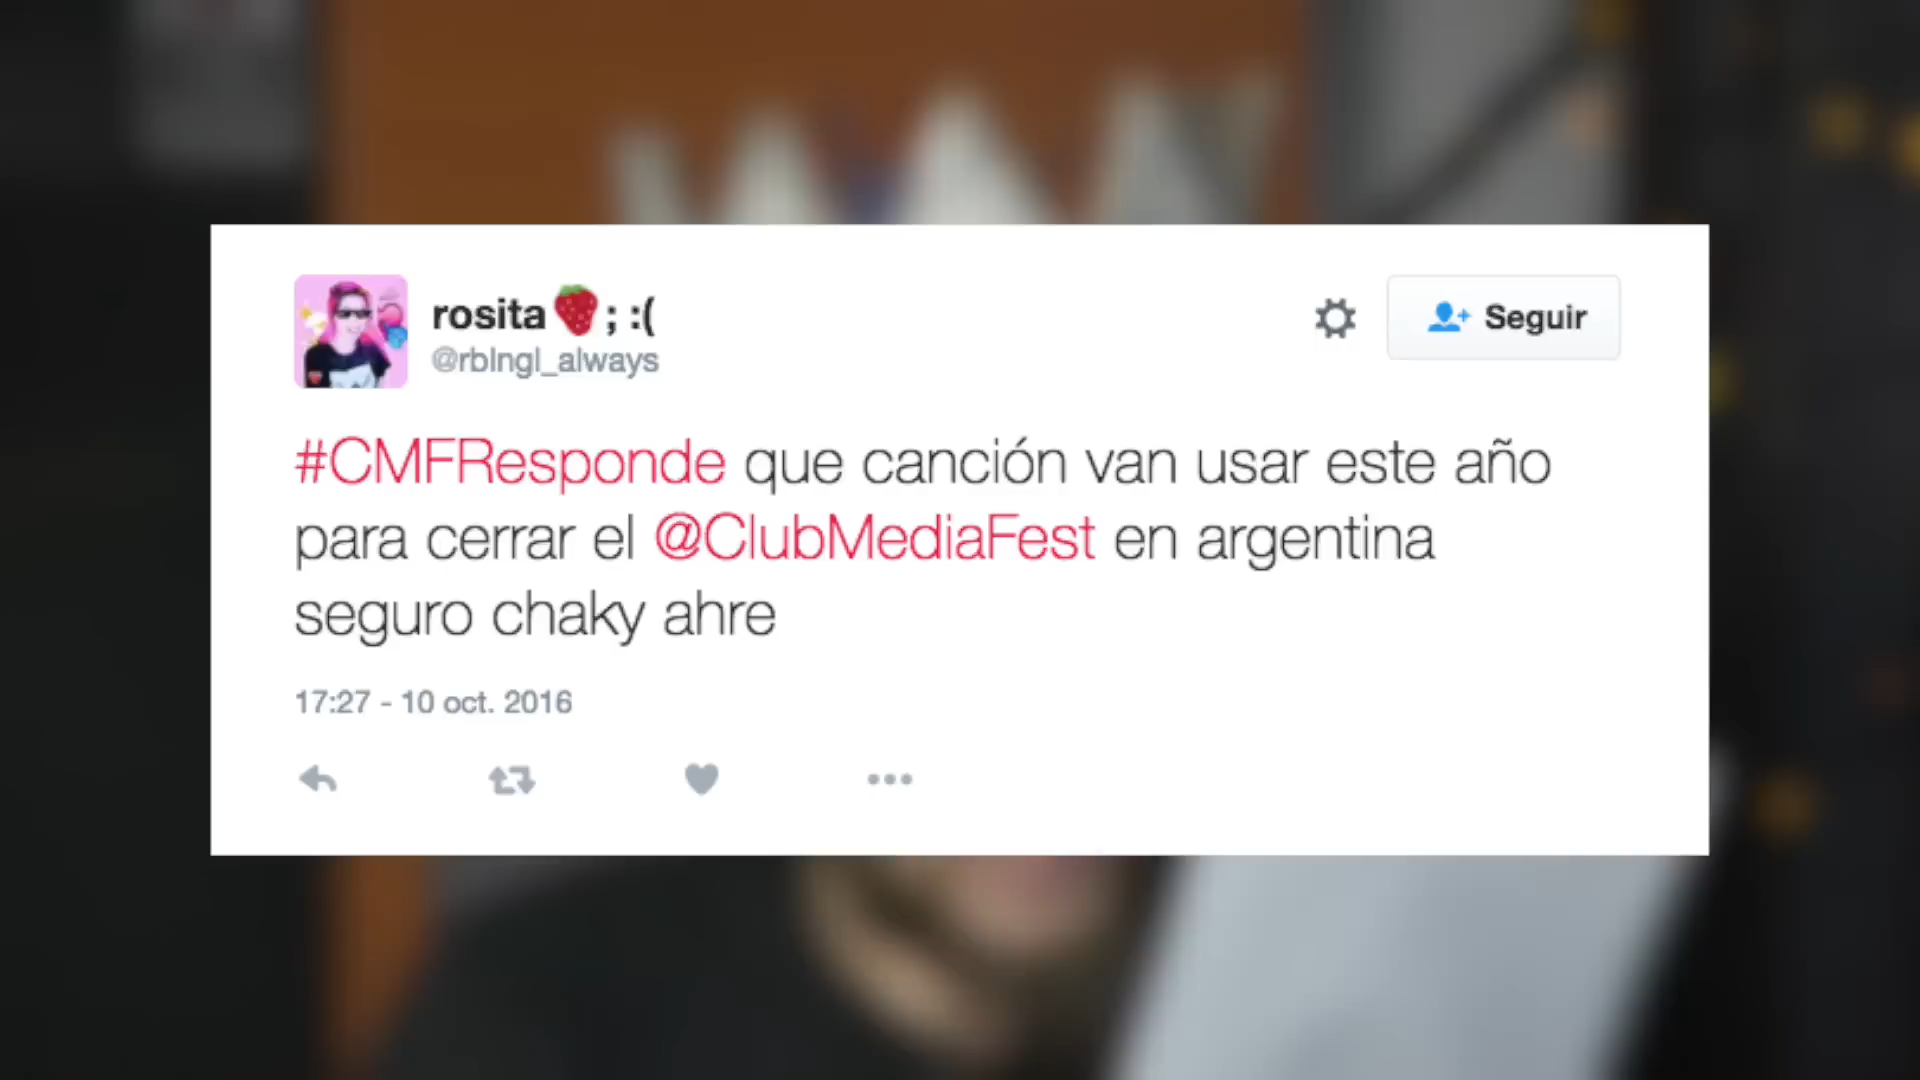 rosita🍓; :(
@rblngl_always
Seguir
#CMFResponde que canción van usar este año
para cerrar el @ClubMediaFest en argentina
seguro chaky ahre
17:27 - 10 oct. 2016